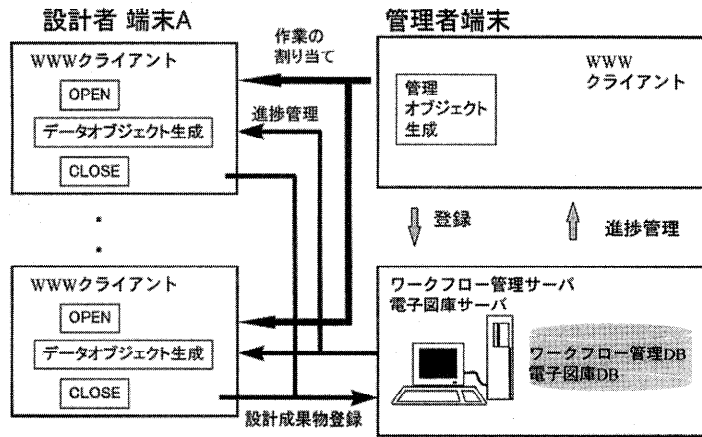 設計者 端末A
WWWクライアント
OPEN
データオブジェクト生成
CLOSE
WWWクライアント
OPEN
データオブジェクト生成
CLOSE
作業の
割り当て
進捗管理
設計成果物登録
管理者端末
WWW
クライアント
管理
オブジェクト
生成
登録
進捗管理
ワークフロー管理サーバ
電子図庫サーバ
ワークフロー管理DB
電子図庫DB